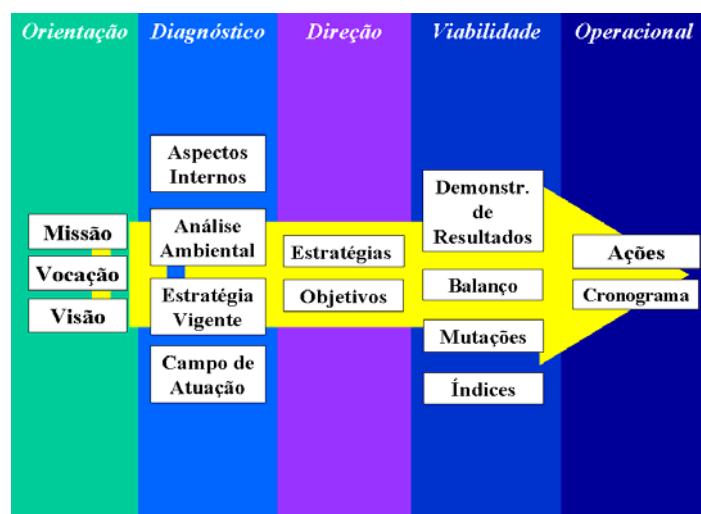 Orientação
Diagnóstico
Direção
Viabilidade
Operacional
Missão
Vocação
Visão
Aspectos
Internos
Análise
Ambiental
Estratégia
Vigente
Campo de
Atuação
Estratégias
Objetivos
Demonstr.
de
Resultados
Balanço
Mutações
Índices
Ações
Cronograma